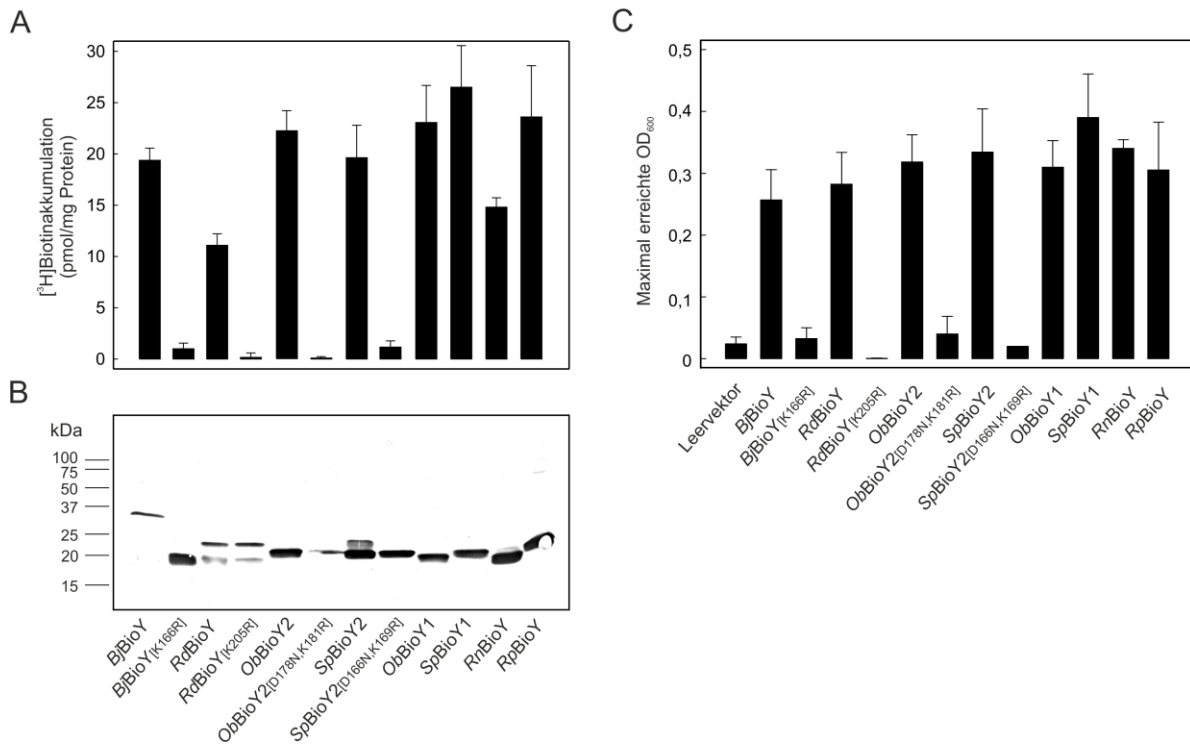 A
[³H]Biotinakkumulation
(pmol/mg Protein)
30
25
20
15
10
5
0
B
kDa
100
75
50
37
25
20
15
BjBioY
BjBioY[K166R]
RdBioY
RdBioY[K205R]
ObBioY2
ObBioY2[D178N,K181R]
SpBioY2
SpBioY2[D166N,K169R]
ObBioY1
SpBioY1
RnBioY
RpBioY
C
Maximal erreichte OD₆₀₀
0,5
0,4
0,3
0,2
0,1
0
Leervektor
BjBioY
BjBioY[K166R]
RdBioY
RdBioY[K205R]
ObBioY2
ObBioY2[D178N,K181R]
SpBioY2
SpBioY2[D166N,K169R]
ObBioY1
SpBioY1
RnBioY
RpBioY